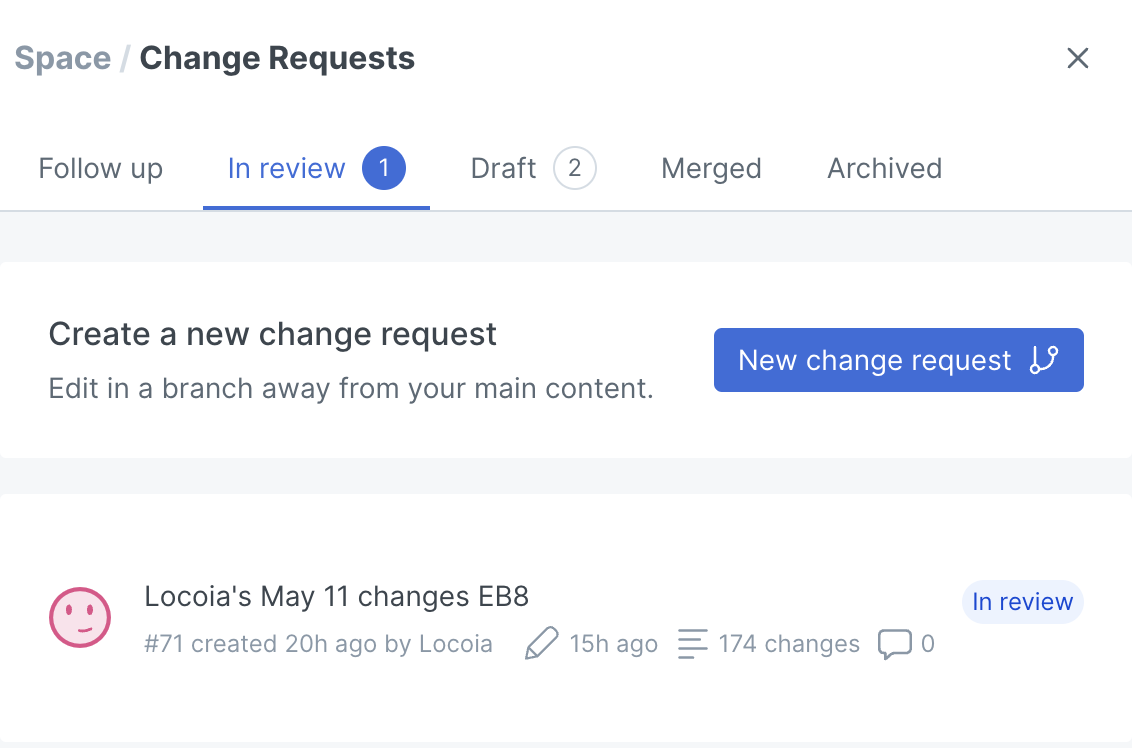 Space / Change Requests
Follow up In review 1 Draft 2 Merged Archived
Create a new change request
Edit in a branch away from your main content.
New change request
Locoia's May 11 changes EB8
In review
#71 created 20h ago by Locoia 15h ago 174 changes 0